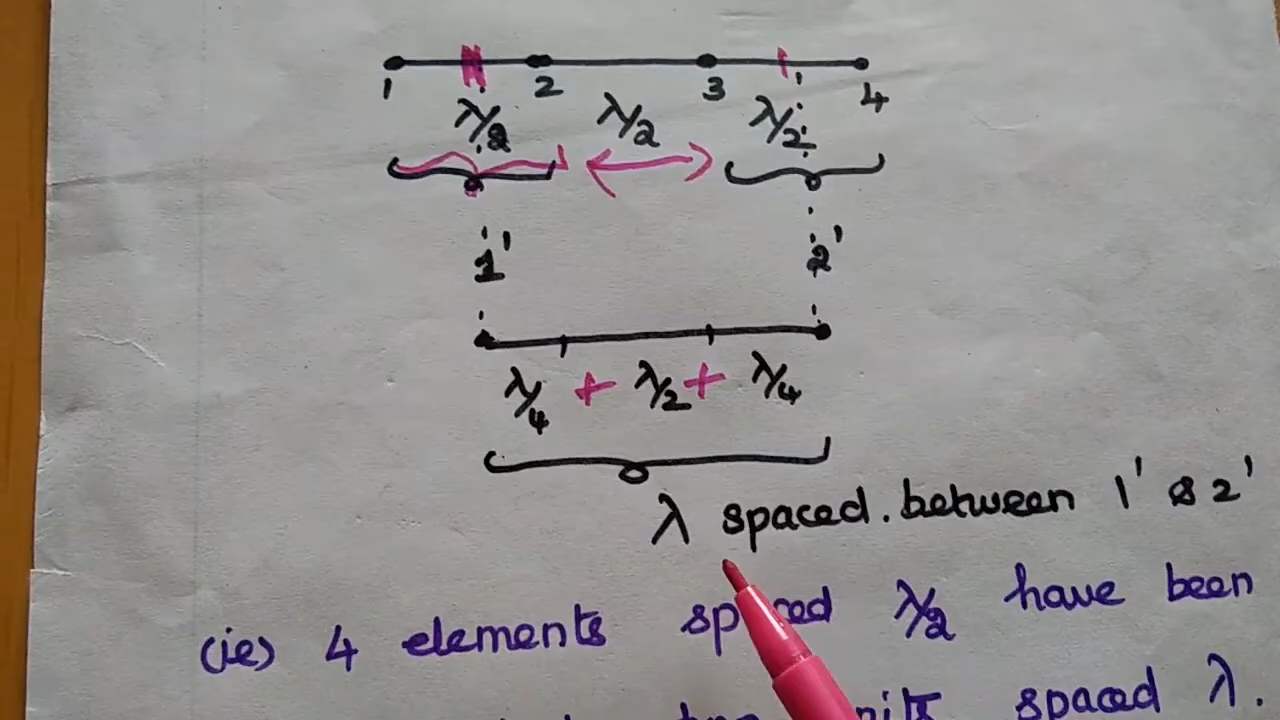 1 2 3 4
λ/2 λ/2 λ/2
1' 2'
λ/4 + λ/2 + λ/4
λ spaced. between 1' & 2'
(ie) 4 elements spaced λ/2 have been
spaced λ.